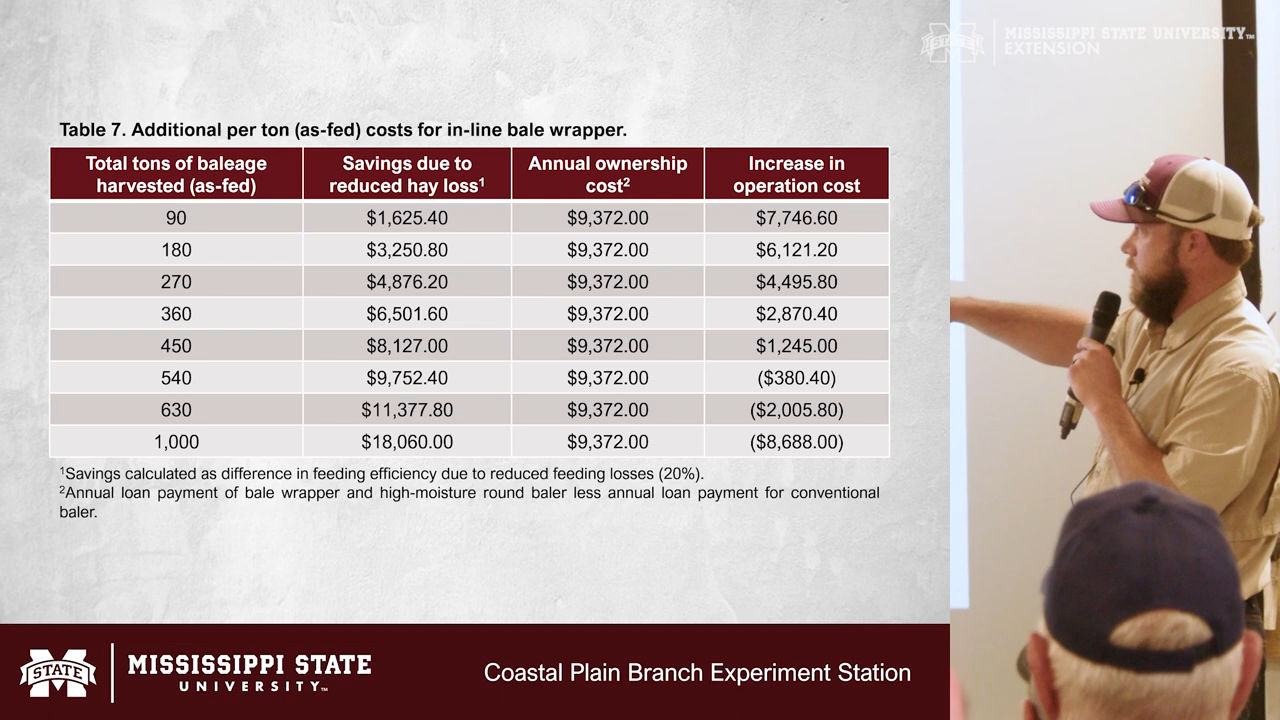 MISSISSIPPI STATE UNIVERSITY™
EXTENSION
STATE
Table 7. Additional per ton (as-fed) costs for in-line bale wrapper.
Total tons of baleage harvested (as-fed) Savings due to reduced hay loss¹ Annual ownership cost² Increase in operation cost
90 $1,625.40 $9,372.00 $7,746.60
180 $3,250.80 $9,372.00 $6,121.20
270 $4,876.20 $9,372.00 $4,495.80
360 $6,501.60 $9,372.00 $2,870.40
450 $8,127.00 $9,372.00 $1,245.00
540 $9,752.40 $9,372.00 ($380.40)
630 $11,377.80 $9,372.00 ($2,005.80)
1,000 $18,060.00 $9,372.00 ($8,688.00)
¹Savings calculated as difference in feeding efficiency due to reduced feeding losses (20%).
²Annual loan payment of bale wrapper and high-moisture round baler less annual loan payment for conventional
baler.
STATE
MISSISSIPPI STATE
UNIVERSITY™
Coastal Plain Branch Experiment Station